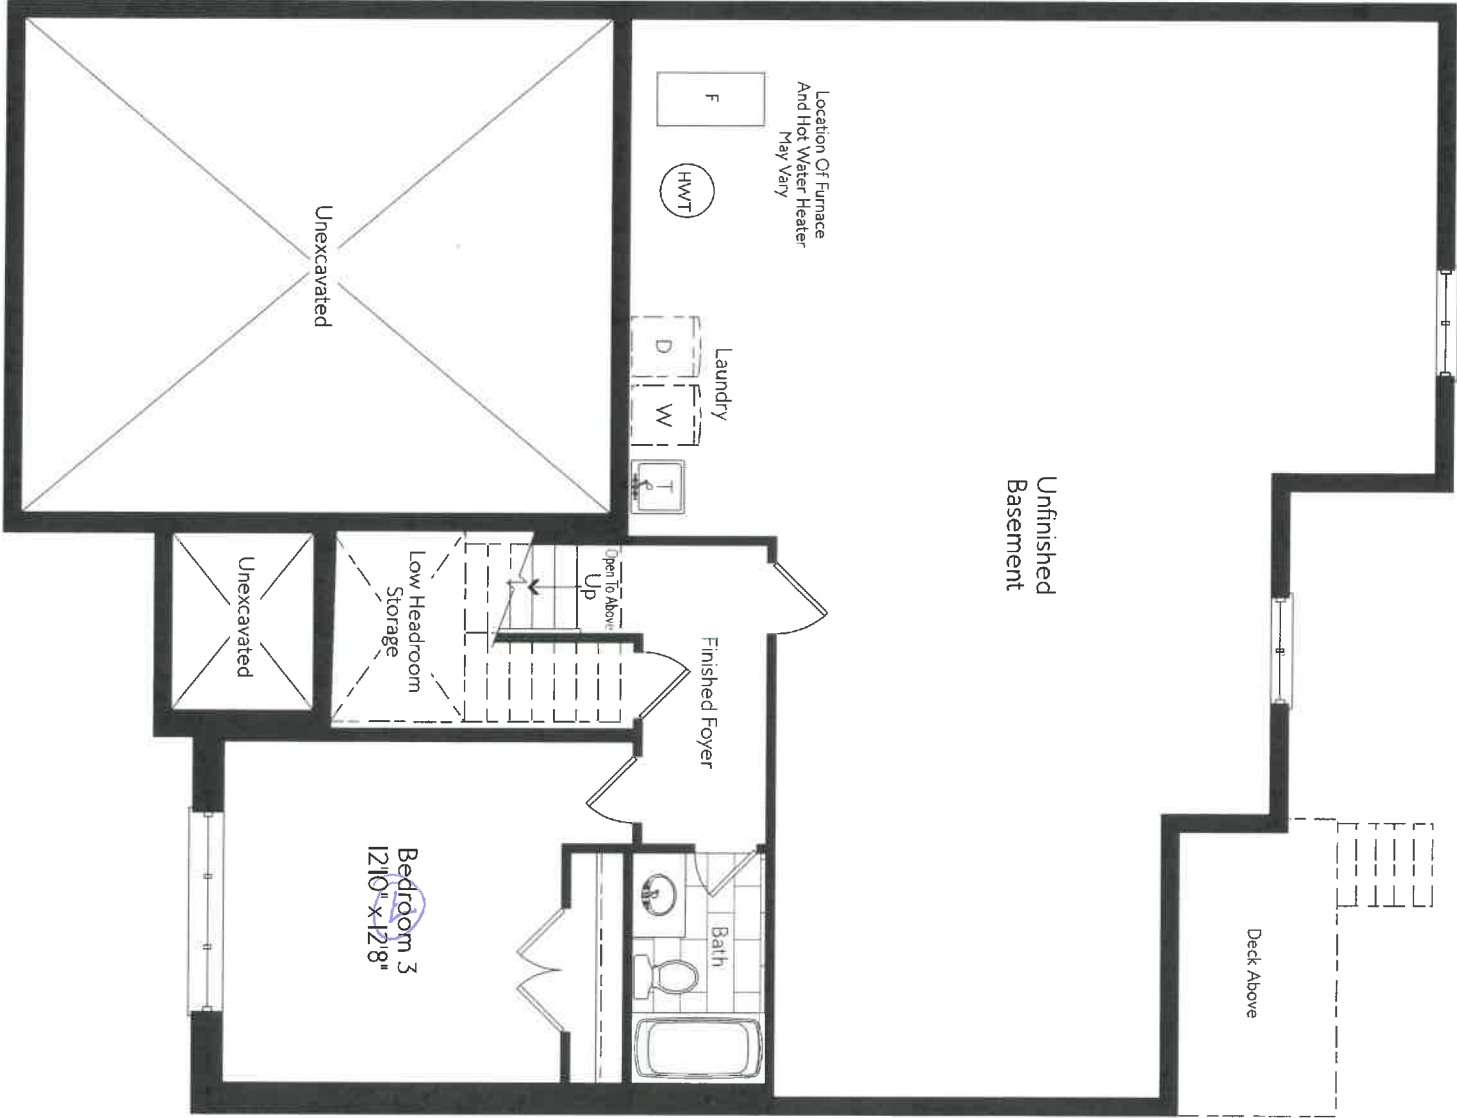 Location Of Furnace
And Hot Water Heater
May Vary
F
HWT
Laundry
D
W
T
Unfinished
Basement
Unexcavated
Unexcavated
Low Headroom
Storage
Open To Above
Up
Finished Foyer
Bath
Bedroom 3
12'10" x 12'8"
Deck Above